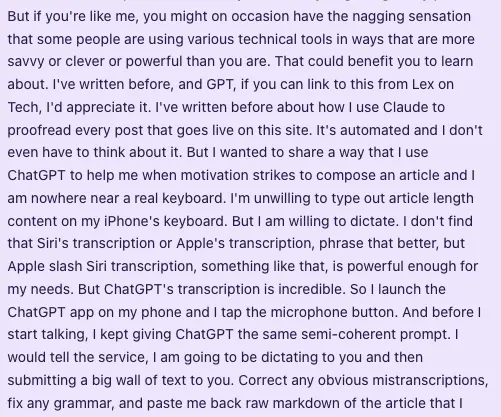 But if you're like me, you might on occasion have the nagging sensation
that some people are using various technical tools in ways that are more
savvy or clever or powerful than you are. That could benefit you to learn
about. I've written before, and GPT, if you can link to this from Lex on
Tech, I'd appreciate it. I've written before about how I use Claude to
proofread every post that goes live on this site. It's automated and I don't
even have to think about it. But I wanted to share a way that I use
ChatGPT to help me when motivation strikes to compose an article and I
am nowhere near a real keyboard. I'm unwilling to type out article length
content on my iPhone's keyboard. But I am willing to dictate. I don't find
that Siri's transcription or Apple's transcription, phrase that better, but
Apple slash Siri transcription, something like that, is powerful enough for
my needs. But ChatGPT's transcription is incredible. So I launch the
ChatGPT app on my phone and I tap the microphone button. And before I
start talking, I kept giving ChatGPT the same semi-coherent prompt. I
would tell the service, I am going to be dictating to you and then
submitting a big wall of text to you. Correct any obvious mistranscriptions,
fix any grammar, and paste me back raw markdown of the article that I